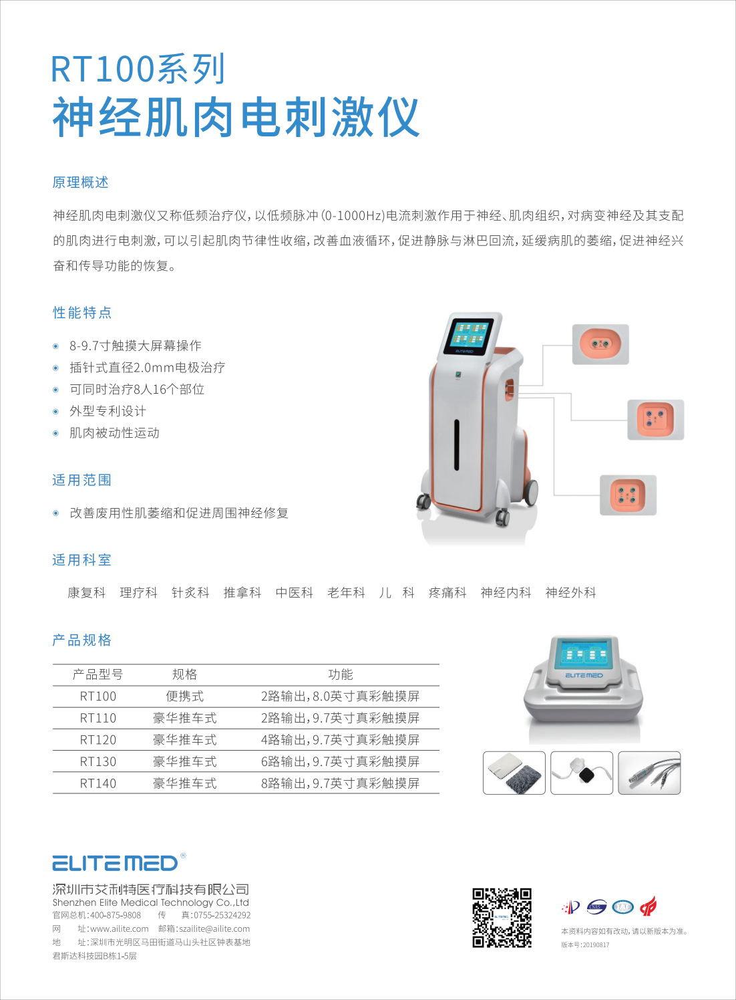 RT100系列
神经肌肉电刺激仪
原理概述
神经肌肉电刺激仪又称低频治疗仪，以低频脉冲（0-1000Hz)电流刺激作用于神经、肌肉组织，对病变神经及其支配
的肌肉进行电刺激，可以引起肌肉节律性收缩，改善血液循环，促进静脉与淋巴回流，延缓病肌的萎缩，促进神经兴
奋和传导功能的恢复。
性能特点
8-9.7寸触摸大屏幕操作
插针式直径2.0mm电极治疗
可同时治疗8人16个部位
外型专利设计
肌肉被动性运动
ELITEMED
适用范围
改善废用性肌萎缩和促进周围神经修复
适用科室
康复科 理疗科 针炙科 推拿科 中医科 老年科 儿 科 疼痛科 神经内科 神经外科
产品规格
产品型号 规格 功能
RT100 便携式 2路输出，8.0英寸真彩触摸屏
RT110 豪华推车式 2路输出，9.7英寸真彩触摸屏
RT120 豪华推车式 4路输出，9.7英寸真彩触摸屏
RT130 豪华推车式 6路输出，9.7英寸真彩触摸屏
RT140 豪华推车式 8路输出，9.7英寸真彩触摸屏
ELITEMED
ELITEMED®
深圳市艾利特医疗科技有限公司
Shenzhen Elite Medical Technology Co.,Ltd
官网总机：400-875-9808 传 真：0755-25324292
网 址：www.ailite.com 邮箱：szailite@ailite.com
地 址：深圳市光明区马田街道马山头社区钟表基地
君斯达科技园B栋1-5层
ELITEMED
CNAS
本资料内容如有改动，请以新版本为准。
版本号：20190817